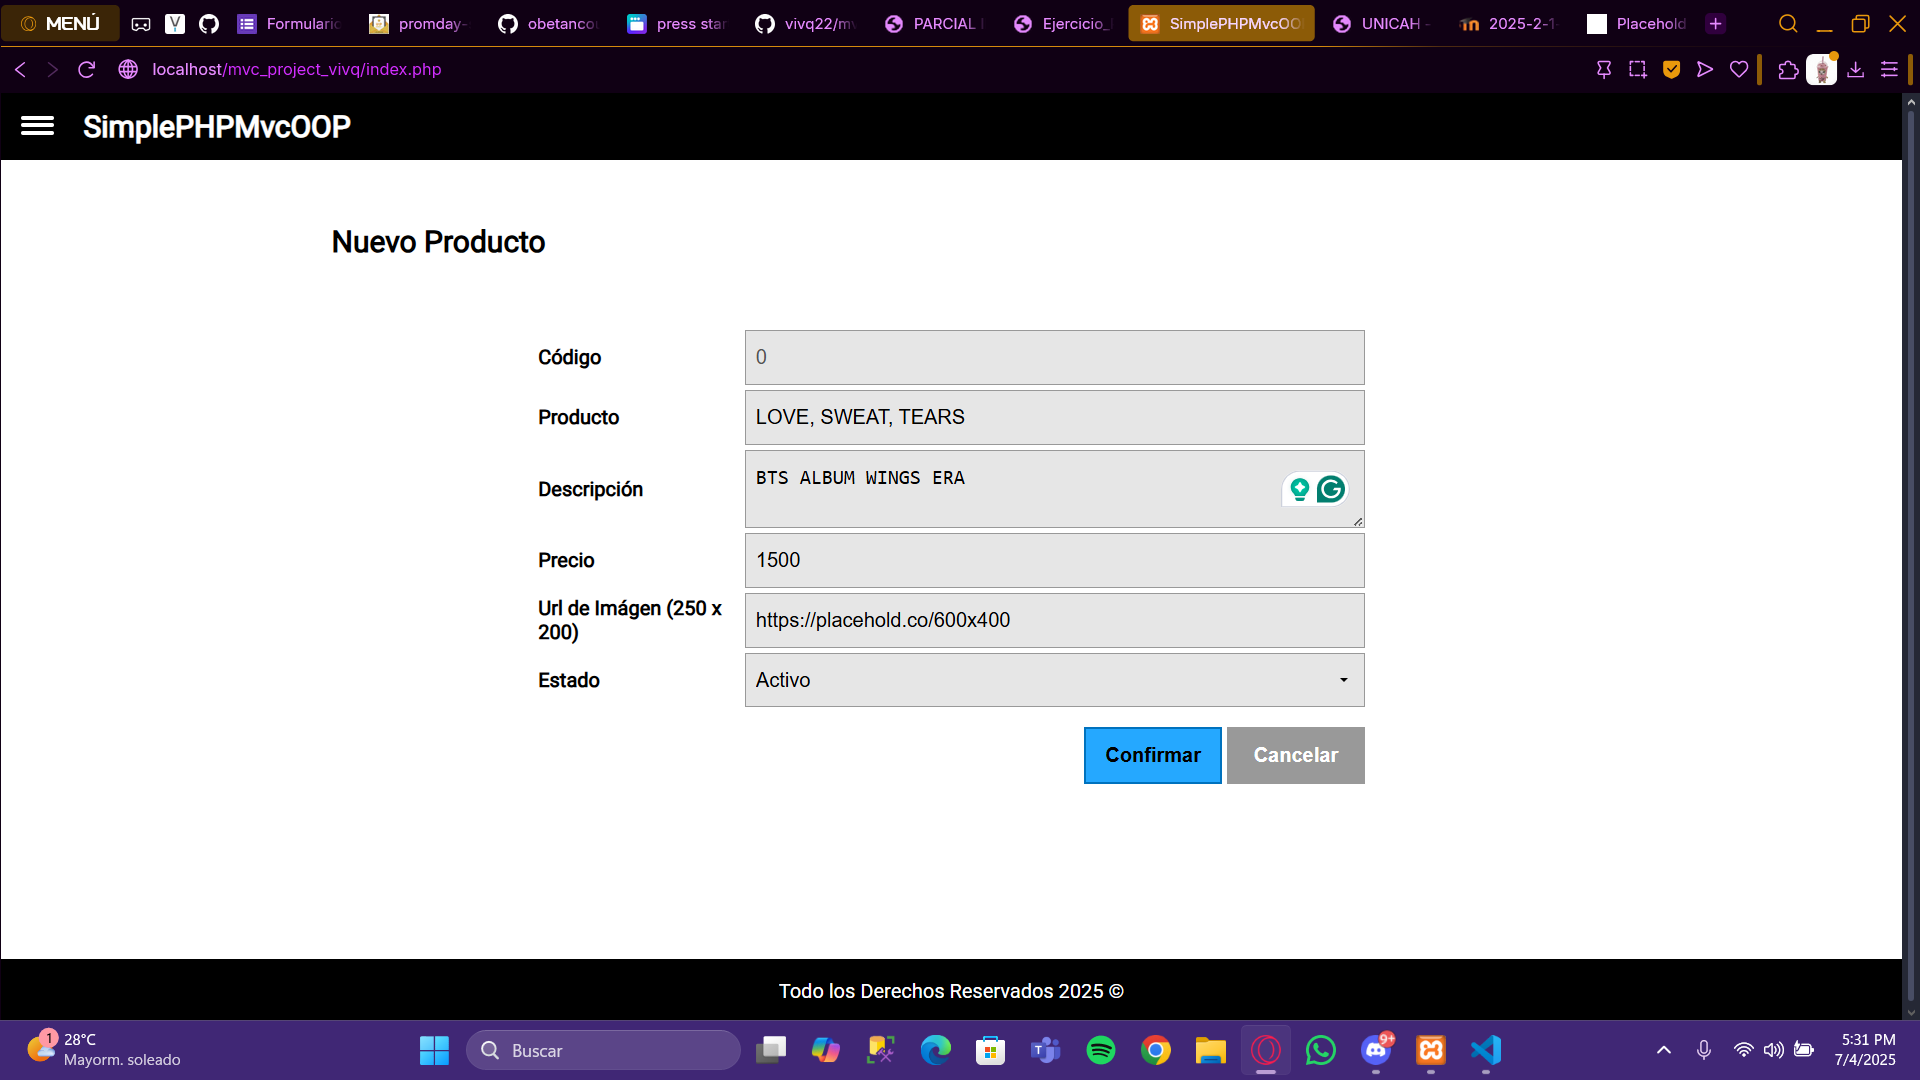 MENÚ
Formulario
promday-
obetanco
press star
vivq22/mv
PARCIAL
Ejercicio_
SimplePHPMvcOO
UNICAH -
2025-2-1-
Placehold
localhost/mvc_project_vivq/index.php
SimplePHPMvcOOP
Nuevo Producto
Código
0
Producto
LOVE, SWEAT, TEARS
Descripción
BTS ALBUM WINGS ERA
Precio
1500
Url de Imágen (250 x
200)
https://placehold.co/600x400
Estado
Activo
Confirmar
Cancelar
Todo los Derechos Reservados 2025 ©
1
28°C
Mayorm. soleado
Buscar
9+
5:31 PM
7/4/2025